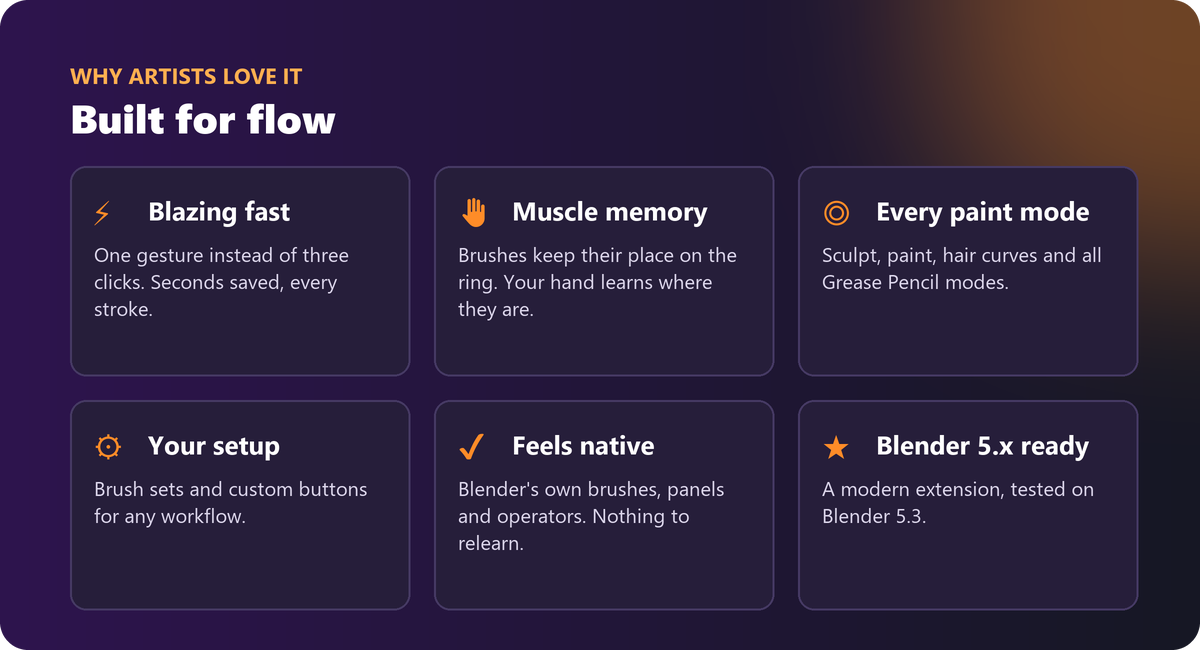 WHY ARTISTS LOVE IT
Built for flow
Blazing fast
One gesture instead of three
clicks. Seconds saved, every
stroke.
Muscle memory
Brushes keep their place on the
ring. Your hand learns where
they are.
Every paint mode
Sculpt, paint, hair curves and all
Grease Pencil modes.
Your setup
Brush sets and custom buttons
for any workflow.
Feels native
Blender's own brushes, panels
and operators. Nothing to
relearn.
Blender 5.x ready
A modern extension, tested on
Blender 5.3.